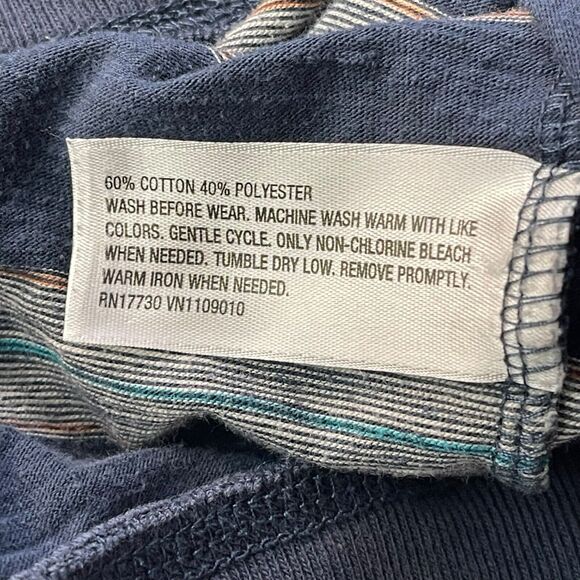 60% COTTON 40% POLYESTER
WASH BEFORE WEAR. MACHINE WASH WARM WITH LIKE
COLORS. GENTLE CYCLE. ONLY NON-CHLORINE BLEACH
WHEN NEEDED. TUMBLE DRY LOW. REMOVE PROMPTLY.
WARM IRON WHEN NEEDED.
RN17730 VN1109010